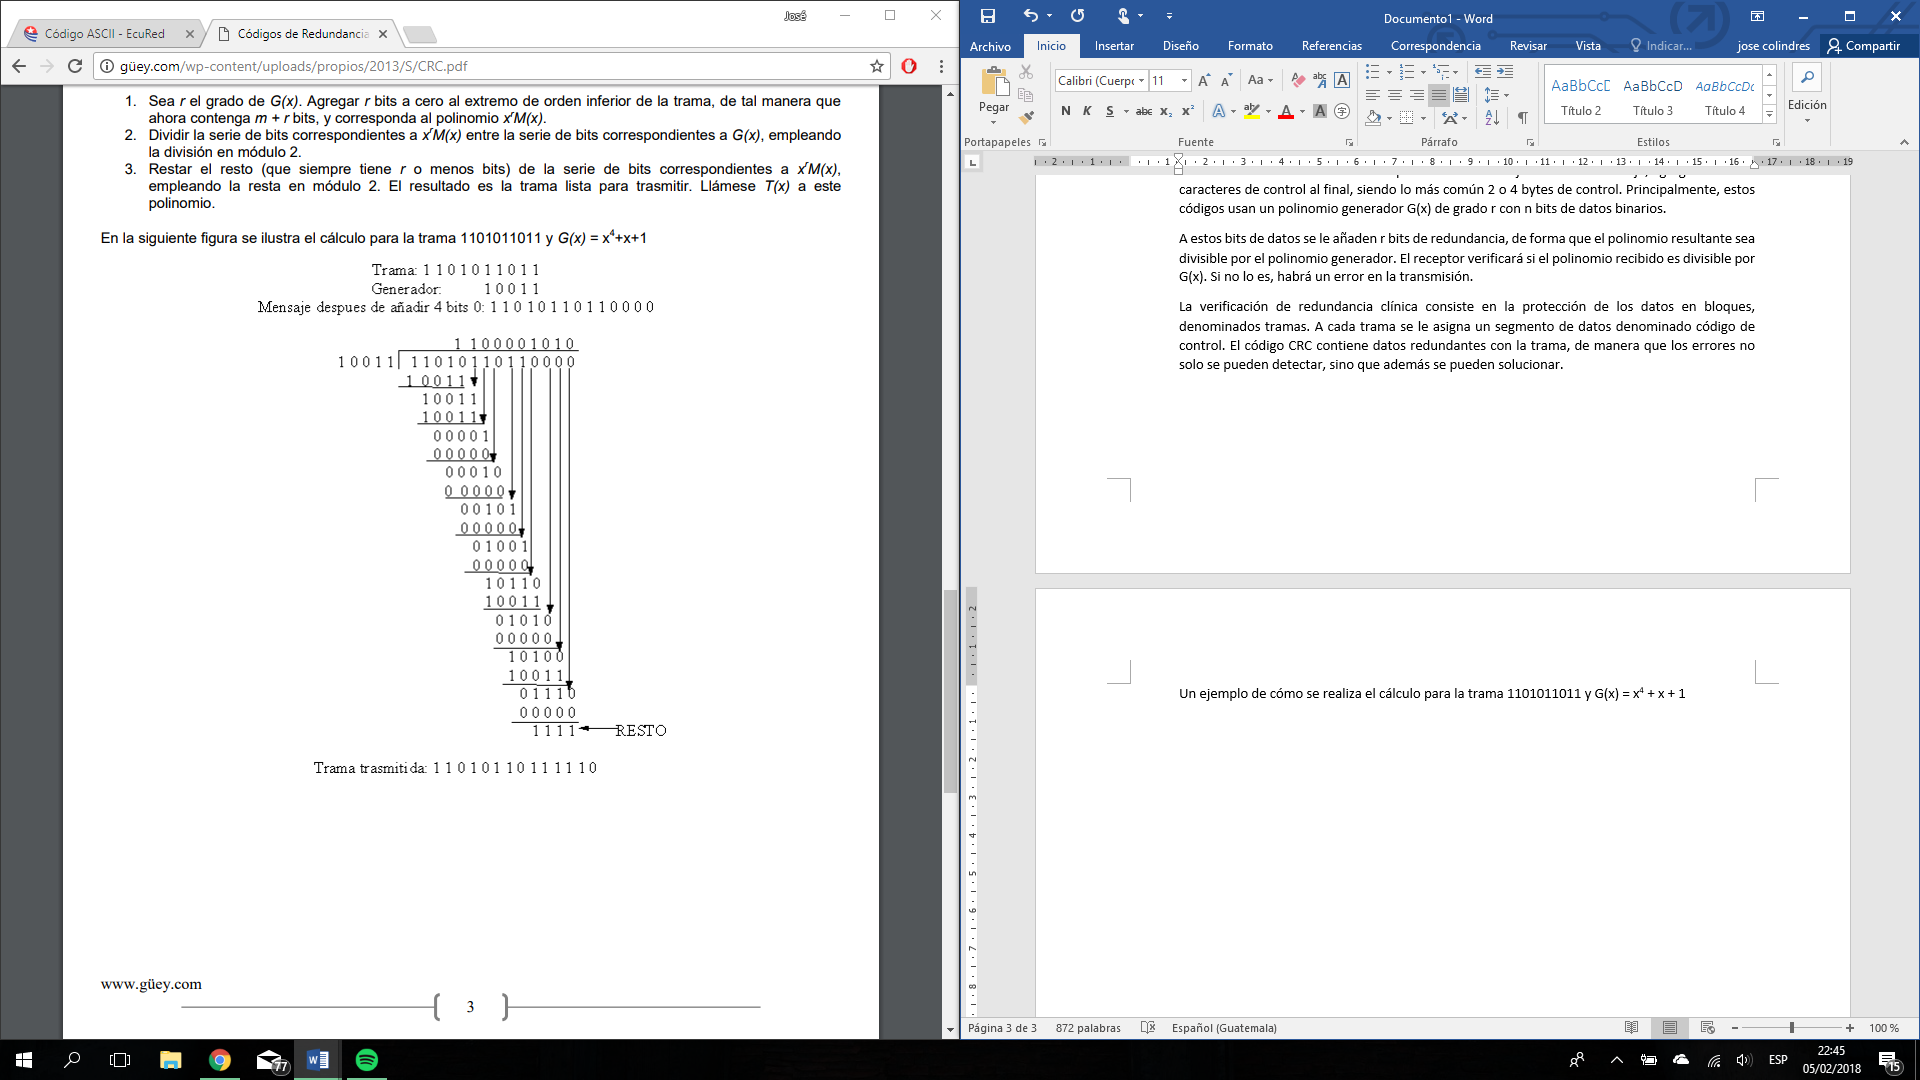 José
Código ASCII - EcuRed
Códigos de Redundancia
güey.com/wp-content/uploads/propios/2013/S/CRC.pdf
1. Sea r el grado de G(x). Agregar r bits a cero al extremo de orden inferior de la trama, de tal manera que
ahora contenga m + r bits, y corresponda al polinomio xʳM(x).
2. Dividir la serie de bits correspondientes a xʳM(x) entre la serie de bits correspondientes a G(x), empleando
la división en módulo 2.
3. Restar el resto (que siempre tiene r o menos bits) de la serie de bits correspondientes a xʳM(x),
empleando la resta en módulo 2. El resultado es la trama lista para trasmitir. Llámese T(x) a este
polinomio.
En la siguiente figura se ilustra el cálculo para la trama 1101011011 y G(x) = x⁴+x+1
Trama: 1 1 0 1 0 1 1 0 1 1
Generador: 1 0 0 1 1
Mensaje despues de añadir 4 bits 0: 1 1 0 1 0 1 1 0 1 1 0 0 0 0
1 1 0 0 0 0 1 0 1 0
1 0 0 1 1 1 1 0 1 0 1 1 0 1 1 0 0 0 0
1 0 0 1 1
1 0 0 1 1
1 0 0 1 1
0 0 0 0 1
0 0 0 0 0
0 0 0 1 0
0 0 0 0 0
0 0 1 0 1
0 0 0 0 0
0 1 0 0 1
0 0 0 0 0
1 0 1 1 0
1 0 0 1 1
0 1 0 1 0
0 0 0 0 0
1 0 1 0 0
1 0 0 1 1
0 1 1 1 0
0 0 0 0 0
1 1 1 1 RESTO
Trama trasmitida: 1 1 0 1 0 1 1 0 1 1 1 1 1 0
www.güey.com
3
Documento1 - Word
Archivo Inicio Insertar Diseño Formato Referencias Correspondencia Revisar Vista Indicar... jose colindres Compartir
Pegar
Calibri (Cuerpo 11
N K S abc x₂ x²
AaBbCcD Título 2
AaBbCcD Título 3
AaBbCcDc Título 4
Edición
Portapapeles Fuente Párrafo Estilos
caracteres de control al final, siendo lo más común 2 o 4 bytes de control. Principalmente, estos
códigos usan un polinomio generador G(x) de grado r con n bits de datos binarios.
A estos bits de datos se le añaden r bits de redundancia, de forma que el polinomio resultante sea
divisible por el polinomio generador. El receptor verificará si el polinomio recibido es divisible por
G(x). Si no lo es, habrá un error en la transmisión.
La verificación de redundancia clínica consiste en la protección de los datos en bloques,
denominados tramas. A cada trama se le asigna un segmento de datos denominado código de
control. El código CRC contiene datos redundantes con la trama, de manera que los errores no
solo se pueden detectar, sino que además se pueden solucionar.
Un ejemplo de cómo se realiza el cálculo para la trama 1101011011 y G(x) = x⁴ + x + 1
Página 3 de 3 872 palabras Español (Guatemala) 100 %
77
ESP
22:45
05/02/2018
15